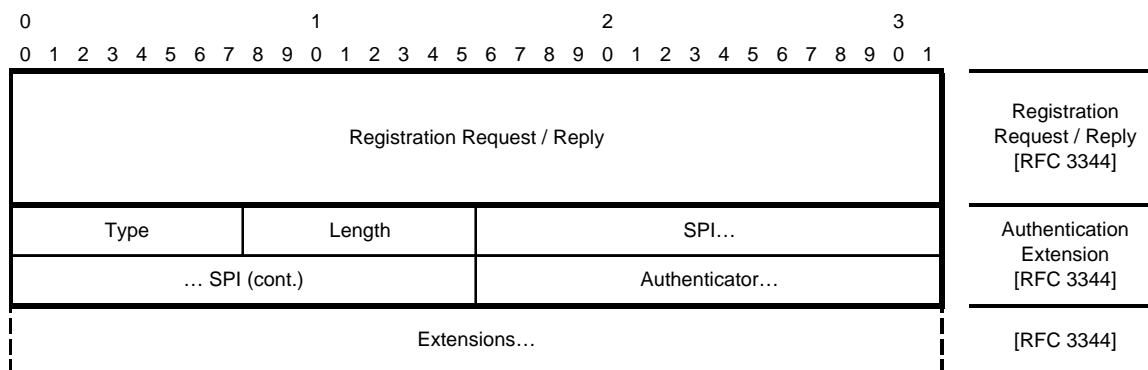 0 1 2 3
0 1 2 3 4 5 6 7 8 9 0 1 2 3 4 5 6 7 8 9 0 1 2 3 4 5 6 7 8 9 0 1
Registration Request / Reply
Registration
Request / Reply
[RFC 3344]
Type Length SPI…
… SPI (cont.) Authenticator…
Authentication
Extension
[RFC 3344]
Extensions…
[RFC 3344]